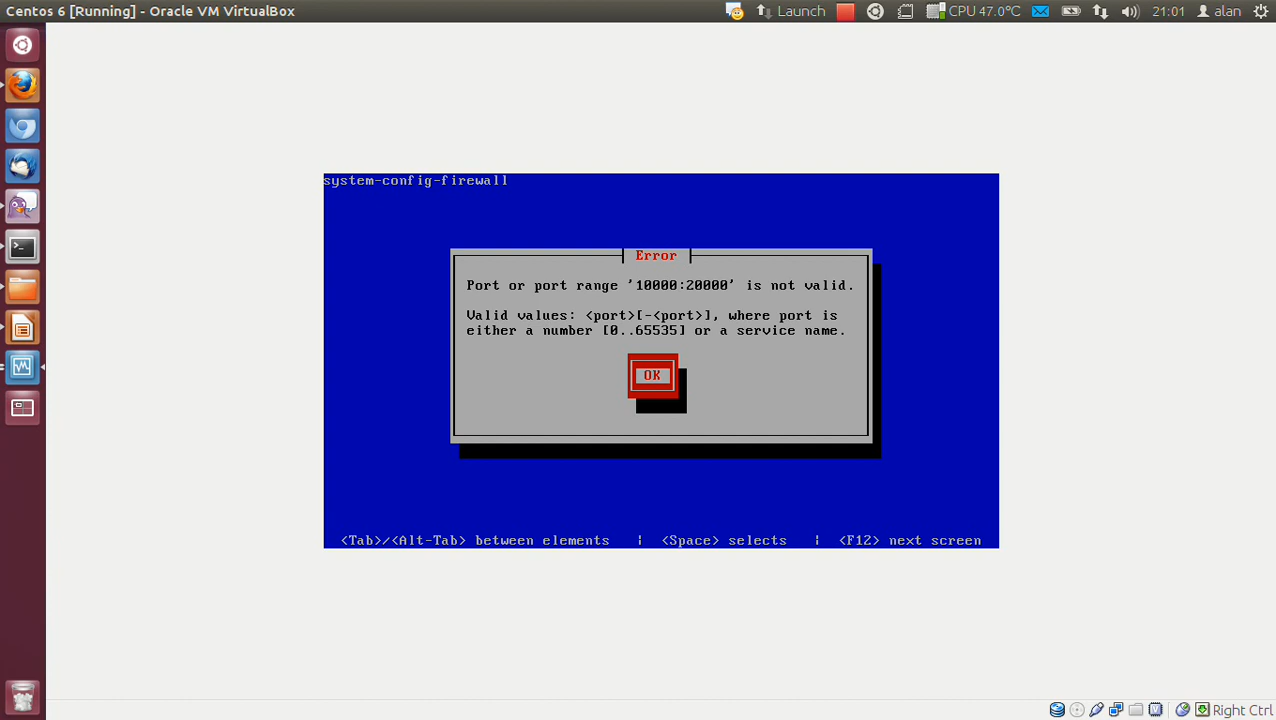 Centos 6 [Running] - Oracle VM VirtualBox
Launch CPU 47.0°C 21:01 alan
system-config-firewall
Error
Port or port range '10000:20000' is not valid.
Valid values: <port>[-<port>], where port is
either a number [0..65535] or a service name.
OK
<Tab>/<Alt-Tab> between elements | <Space> selects | <F12> next screen
Right Ctrl